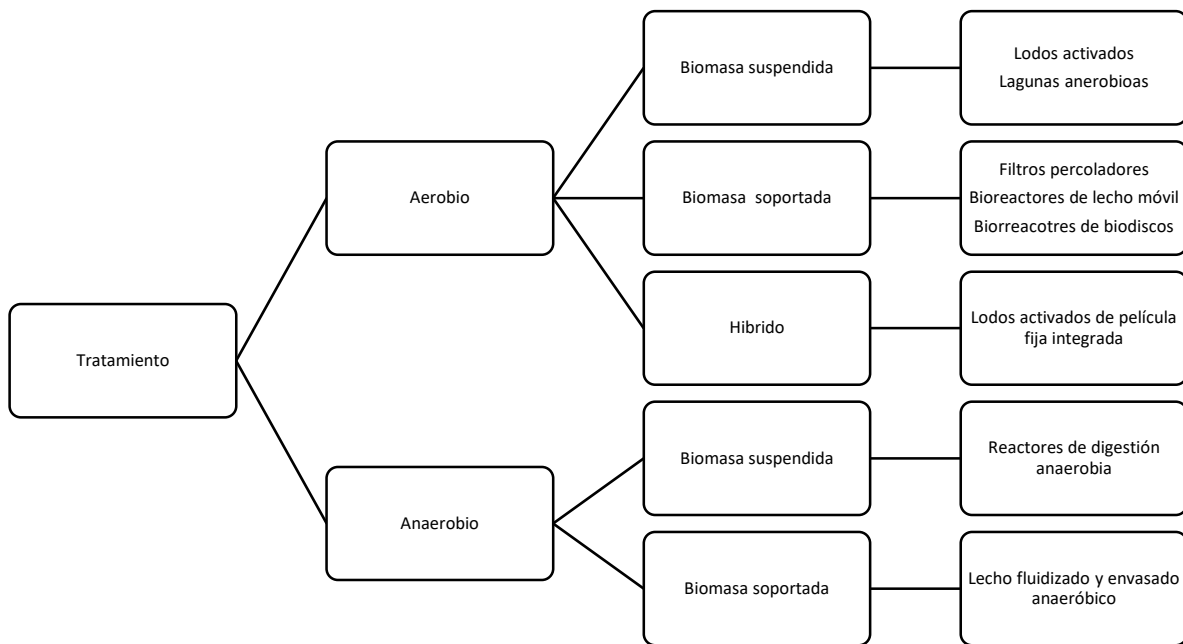 Tratamiento
Aerobio
Biomasa suspendida
Lodos activados
Lagunas anerobioas
Biomasa  soportada
Filtros percoladores
Bioreactores de lecho móvil
Biorreacotres de biodiscos
Hibrido
Lodos activados de película
fija integrada
Anaerobio
Biomasa suspendida
Reactores de digestión
anaerobia
Biomasa soportada
Lecho fluidizado y envasado
anaeróbico